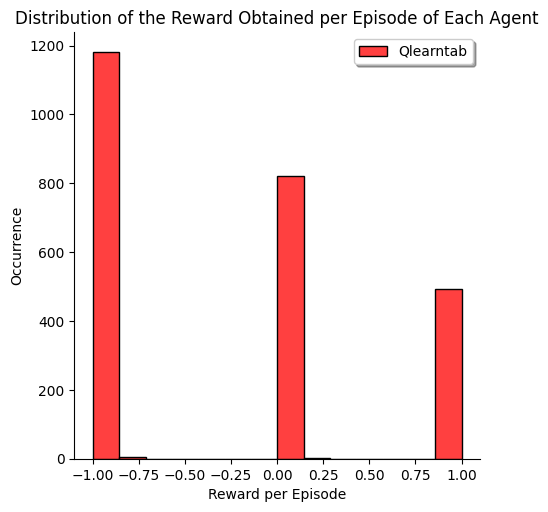 Distribution of the Reward Obtained per Episode of Each Agent
Qlearntab
1200
1000
800
600
400
200
0
Occurrence
−1.00 −0.75 −0.50 −0.25 0.00 0.25 0.50 0.75 1.00
Reward per Episode